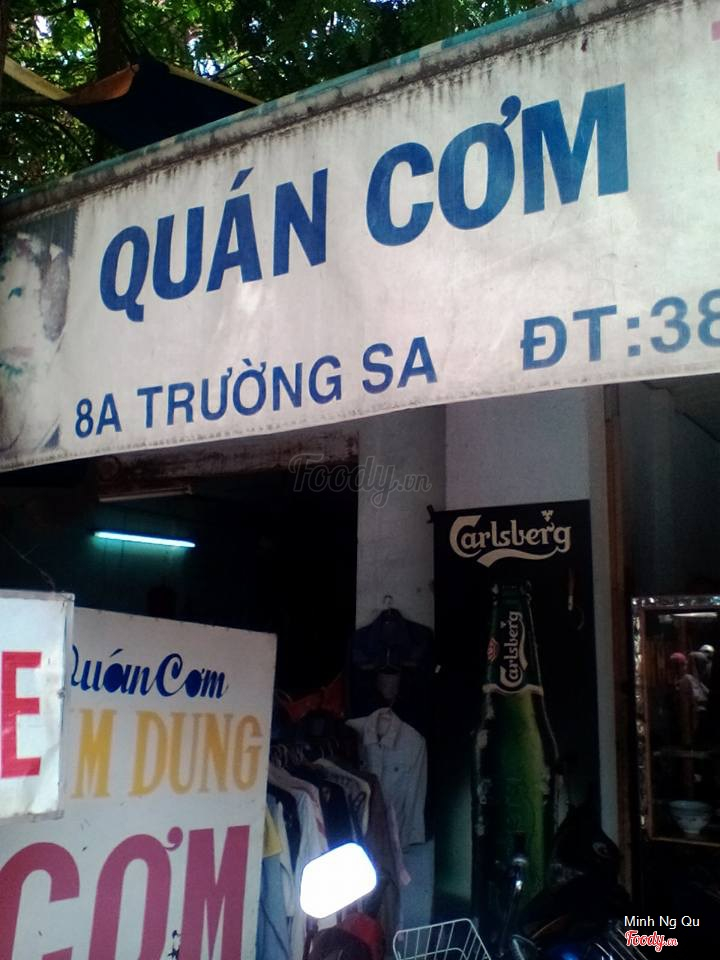 QUÁN CƠM
8A TRƯỜNG SA ĐT:38
Foody.vn
Carlsberg
Carlsberg
E
Quán Cơm
M DUNG
CƠM
Minh Ng Qu
Foody.vn